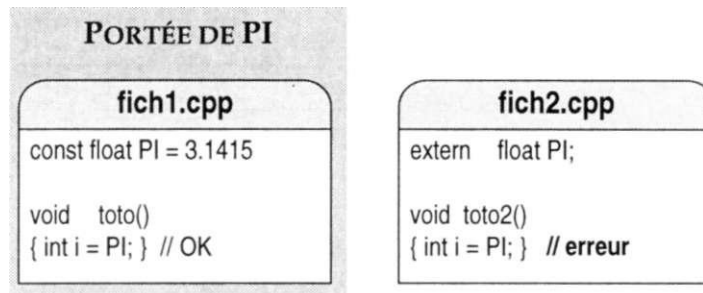 PORTÉE DE PI
fich1.cpp
const float PI = 3.1415
void toto()
{ int i = PI; } // OK
fich2.cpp
extern float PI;
void toto2()
{ int i = PI; } // erreur